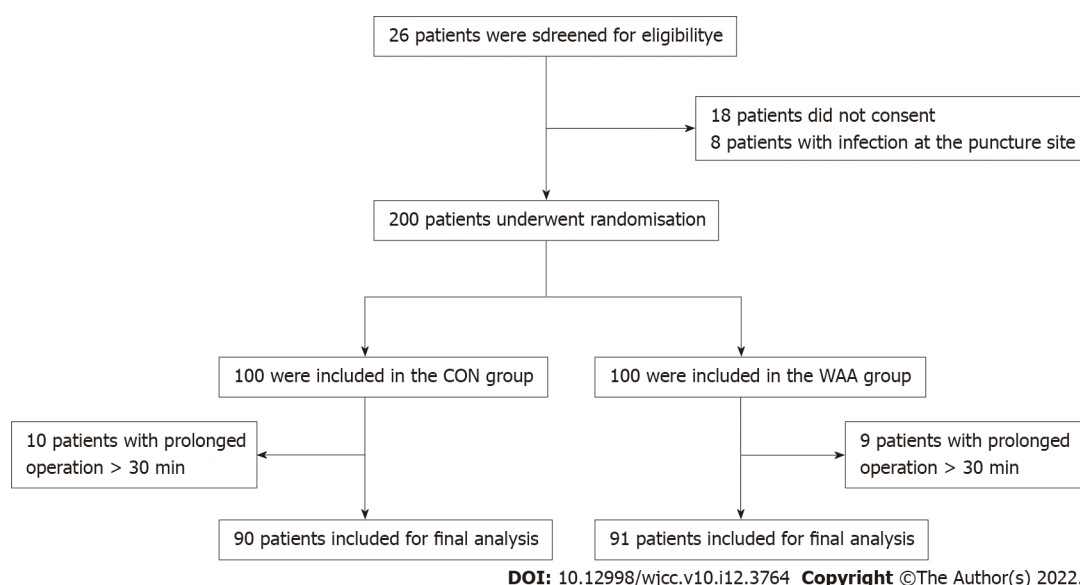 26 patients were sdreened for eligibilitye
18 patients did not consent
8 patients with infection at the puncture site
200 patients underwent randomisation
100 were included in the CON group
100 were included in the WAA group
10 patients with prolonged
operation > 30 min
9 patients with prolonged
operation > 30 min
90 patients included for final analysis
91 patients included for final analysis
DOI: 10.12998/wjcc.v10.i12.3764 Copyright ©The Author(s) 2022.